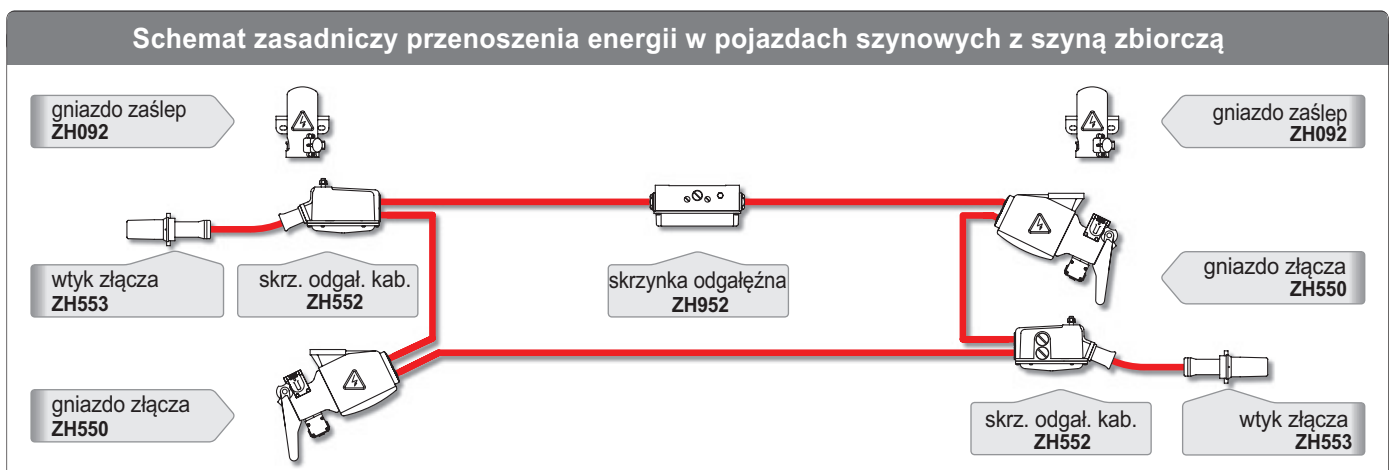 Schemat zasadniczy przenoszenia energii w pojazdach szynowych z szyną zbiorczą
gniazdo zaślep
ZH092
gniazdo zaślep
ZH092
wtyk złącza
ZH553
skrz. odgał. kab.
ZH552
skrzynka odgałęźna
ZH952
gniazdo złącza
ZH550
gniazdo złącza
ZH550
skrz. odgał. kab.
ZH552
wtyk złącza
ZH553